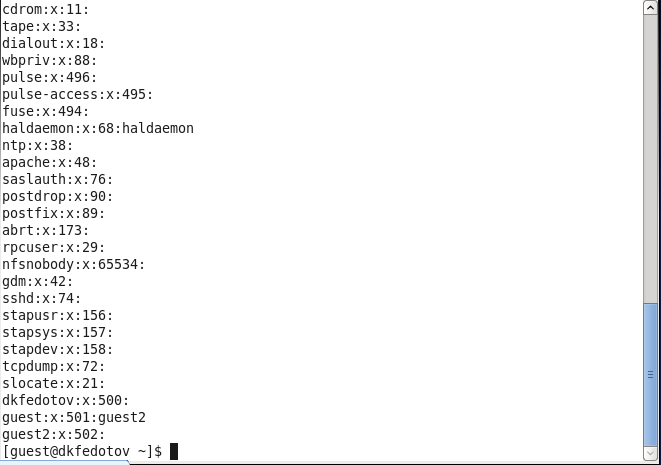 cdrom:x:11:
tape:x:33:
dialout:x:18:
wbpriv:x:88:
pulse:x:496:
pulse-access:x:495:
fuse:x:494:
haldaemon:x:68:haldaemon
ntp:x:38:
apache:x:48:
saslauth:x:76:
postdrop:x:90:
postfix:x:89:
abrt:x:173:
rpcuser:x:29:
nfsnobody:x:65534:
gdm:x:42:
sshd:x:74:
stapusr:x:156:
stapsys:x:157:
stapdev:x:158:
tcpdump:x:72:
slocate:x:21:
dkfedotov:x:500:
guest:x:501:guest2
guest2:x:502:
[guest@dkfedotov ~]$